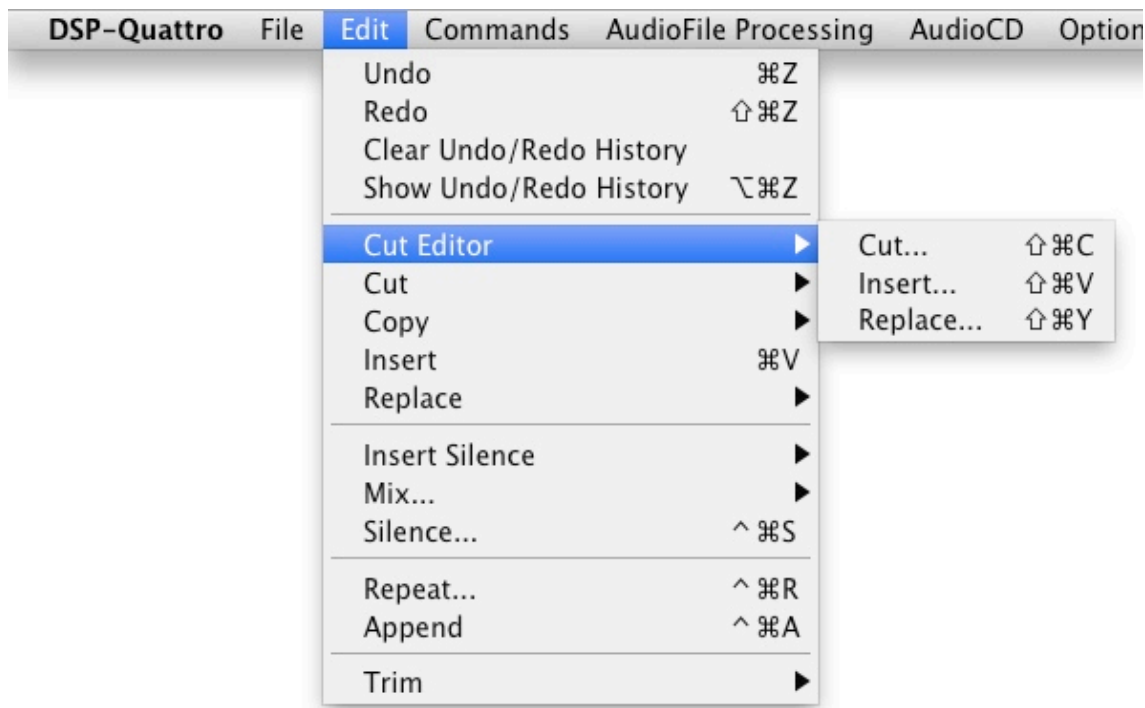 DSP-Quattro File Edit Commands AudioFile Processing AudioCD Option
Undo ⌘Z
Redo ⇧⌘Z
Clear Undo/Redo History
Show Undo/Redo History ⌥⌘Z
Cut Editor
Cut... ⇧⌘C
Insert... ⇧⌘V
Replace... ⇧⌘Y
Cut
Copy
Insert ⌘V
Replace
Insert Silence
Mix...
Silence... ^⌘S
Repeat... ^⌘R
Append ^⌘A
Trim